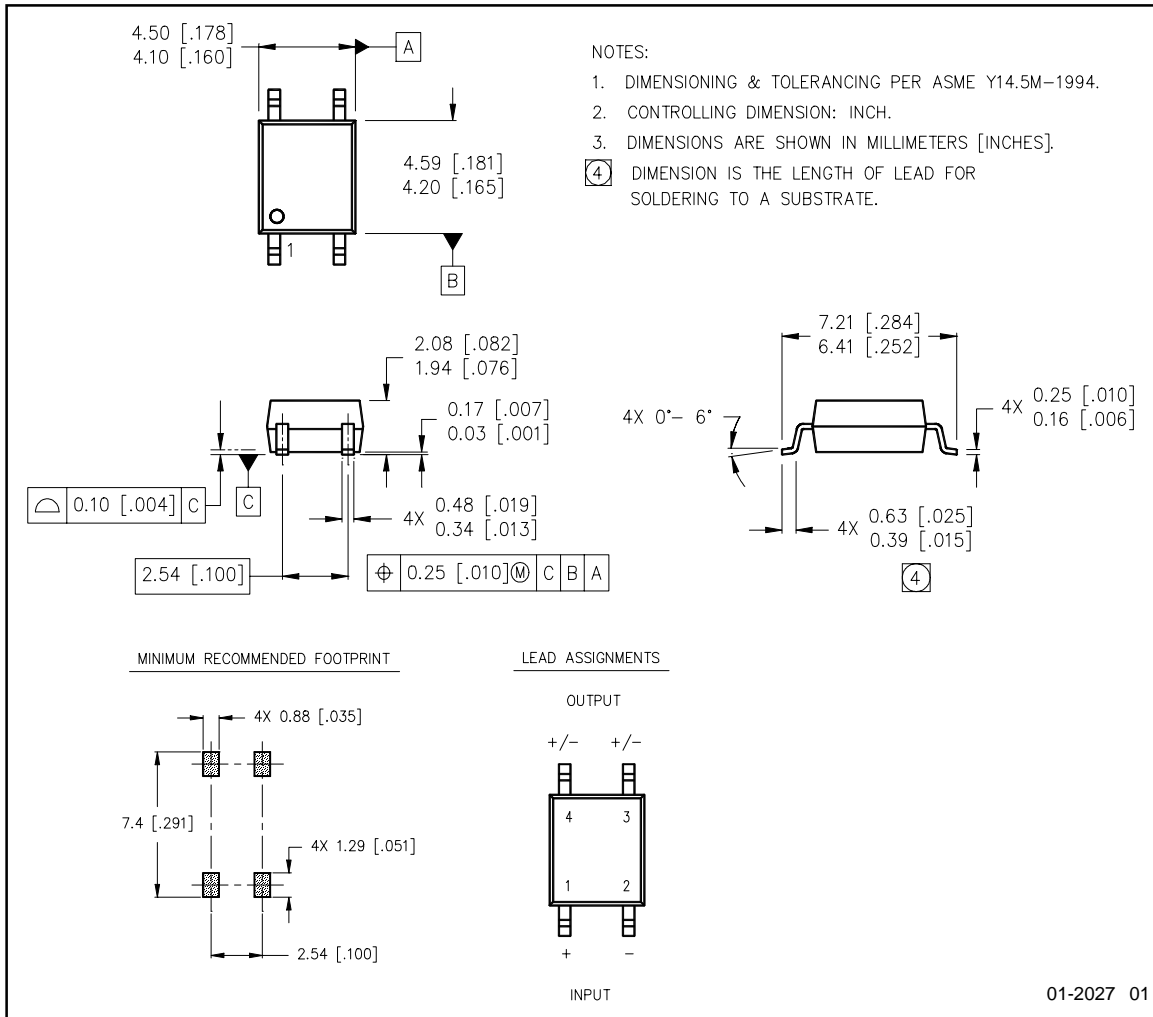 4.50 [.178]
4.10 [.160]
A
NOTES:
1. DIMENSIONING & TOLERANCING PER ASME Y14.5M–1994.
2. CONTROLLING DIMENSION: INCH.
3. DIMENSIONS ARE SHOWN IN MILLIMETERS [INCHES].
4 DIMENSION IS THE LENGTH OF LEAD FOR
SOLDERING TO A SUBSTRATE.
4.59 [.181]
4.20 [.165]
1
B
2.08 [.082]
1.94 [.076]
0.17 [.007]
0.03 [.001]
0.10 [.004] C
C
4X 0.48 [.019]
0.34 [.013]
2.54 [.100]
⌖ 0.25 [.010] Ⓜ C B A
7.21 [.284]
6.41 [.252]
4X 0°– 6°
4X 0.25 [.010]
0.16 [.006]
4X 0.63 [.025]
0.39 [.015]
4
MINIMUM RECOMMENDED FOOTPRINT
4X 0.88 [.035]
7.4 [.291]
4X 1.29 [.051]
2.54 [.100]
LEAD ASSIGNMENTS
OUTPUT
+/– +/–
4 3
1 2
+ –
INPUT
01-2027 01